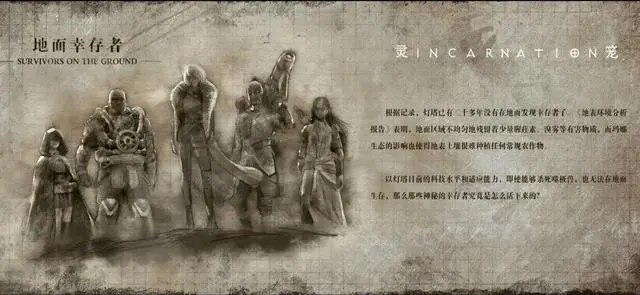 地面幸存者
SURVIVORS ON THE GROUND
灵INCARNATION笼
根据记录，灯塔已有二十多年没有在地面发现幸存者了。《地表环境分析
报告》表明，地面区域不均匀地残留着少量腥荭素、溴雾等有害物质，而玛娜
生态的影响也使得地表土壤很难种植任何常规农作物。
以灯塔目前的科技水平和适应能力，即使能够杀死噬极兽，也无法在地面
生存，那么那些神秘的幸存者究竟是怎么活下来的？